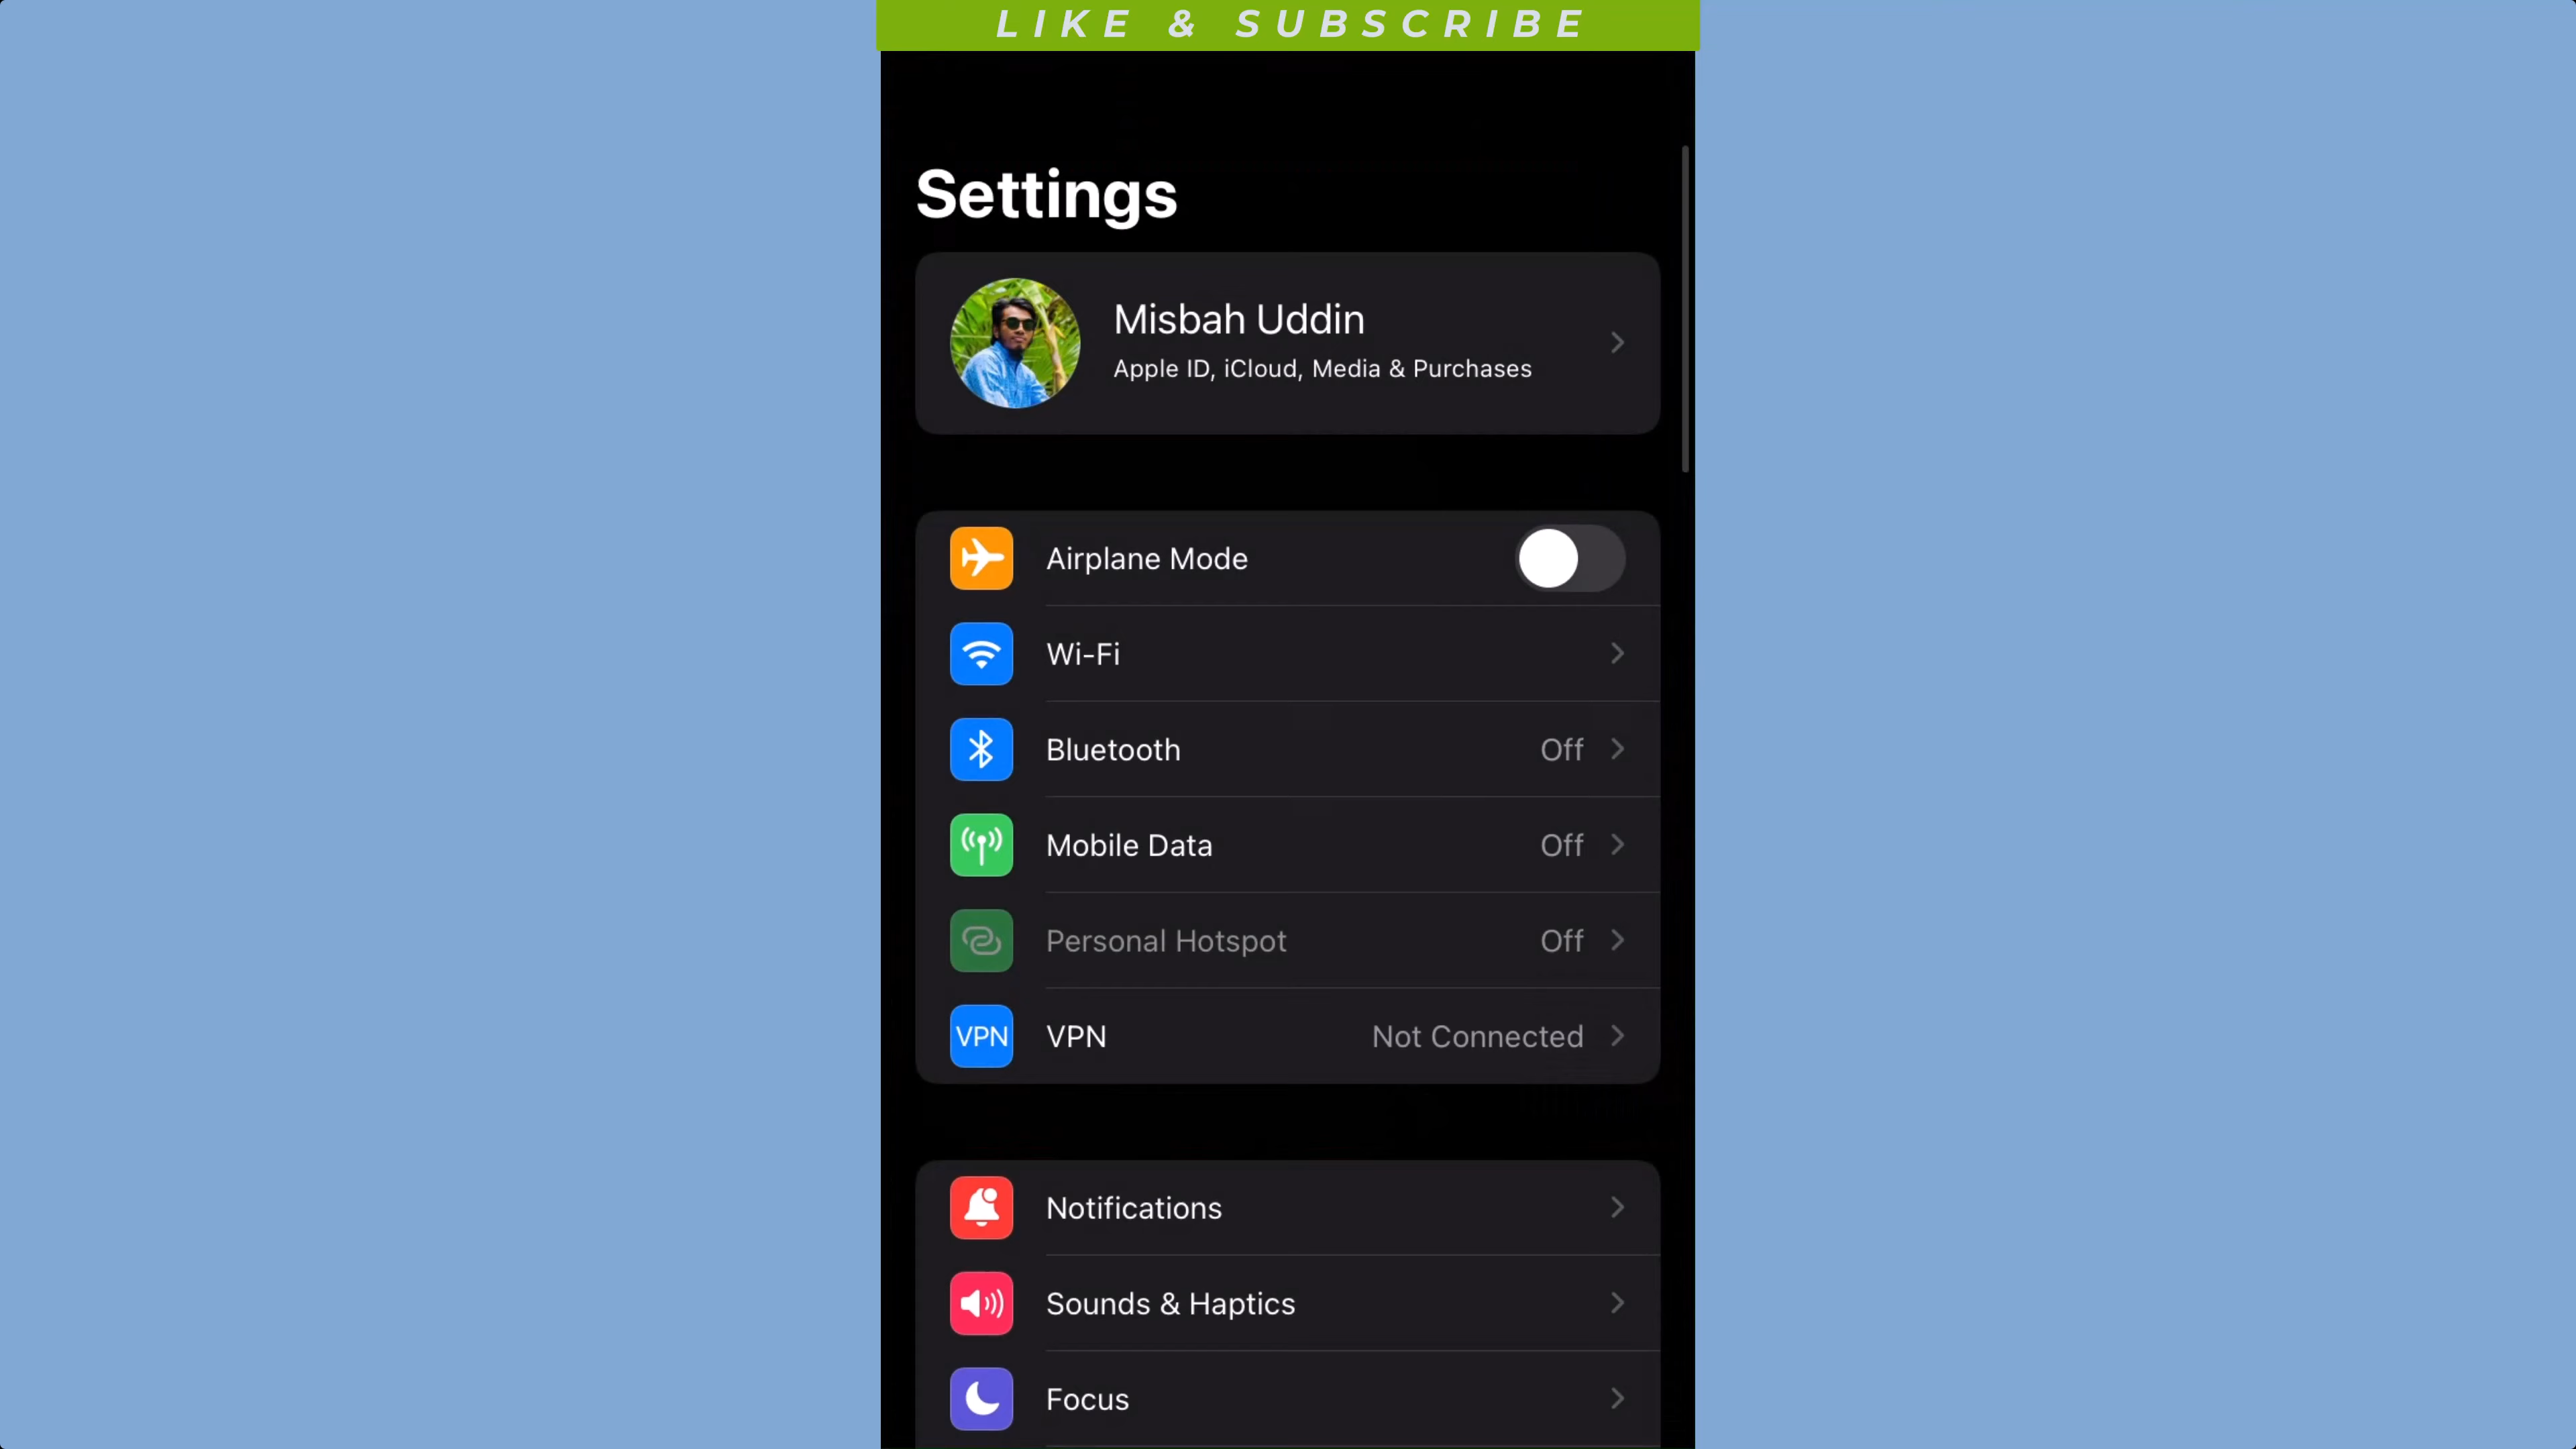 LIKE & SUBSCRIBE
Settings
Misbah Uddin
Apple ID, iCloud, Media & Purchases
Airplane Mode
Wi-Fi
Bluetooth Off
Mobile Data Off
Personal Hotspot Off
VPN VPN Not Connected
Notifications
Sounds & Haptics
Focus